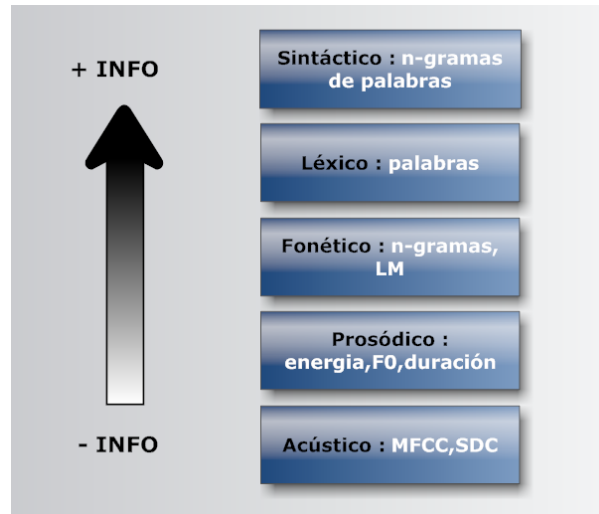 + INFO
Sintáctico : n-gramas
de palabras
Léxico : palabras
Fonético : n-gramas,
LM
Prosódico :
energia,F0,duración
- INFO
Acústico : MFCC,SDC